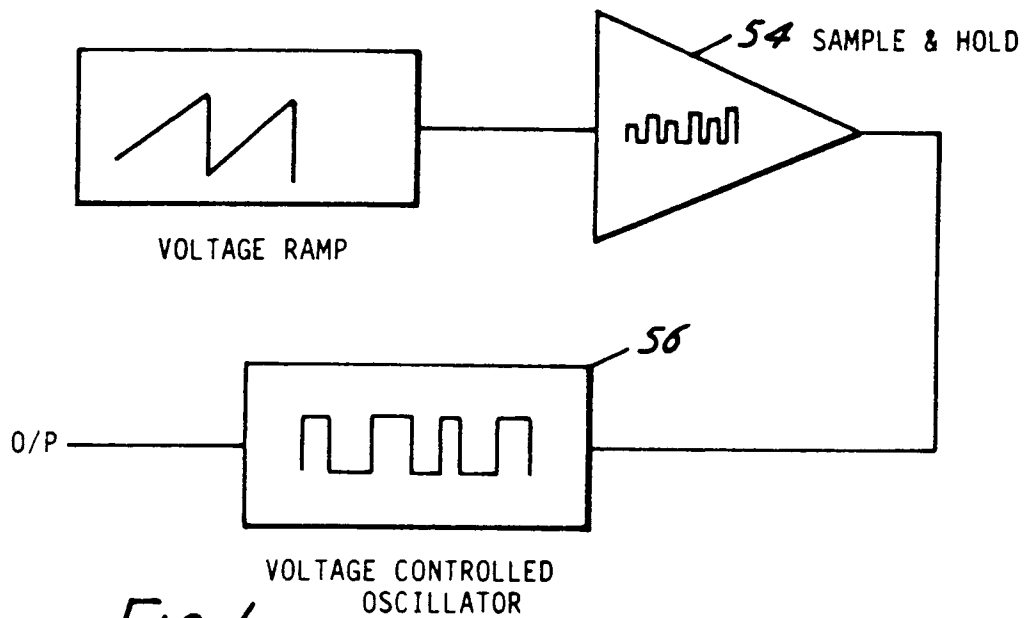 54 SAMPLE & HOLD
VOLTAGE RAMP
56
O/P
VOLTAGE CONTROLLED
OSCILLATOR